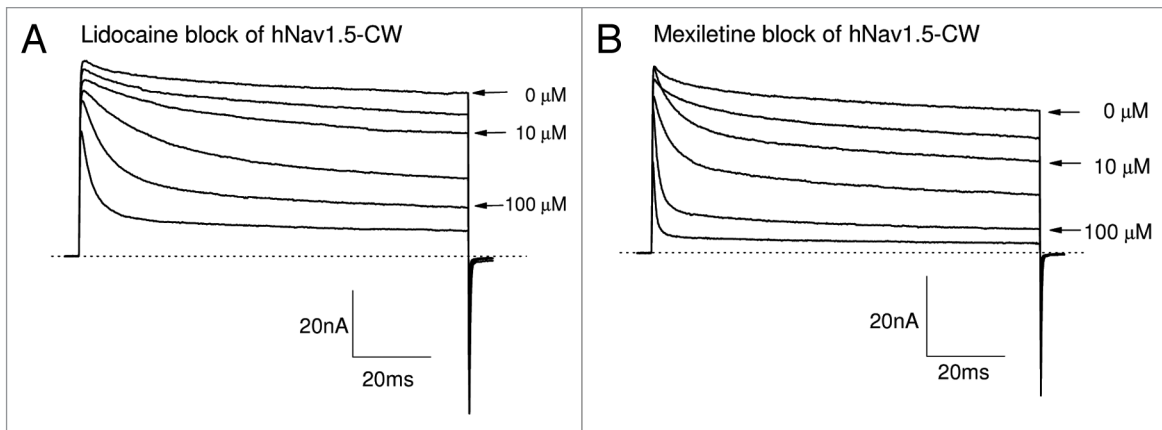 A Lidocaine block of hNav1.5-CW
0 μM
10 μM
100 μM
20nA
20ms
B Mexiletine block of hNav1.5-CW
0 μM
10 μM
100 μM
20nA
20ms